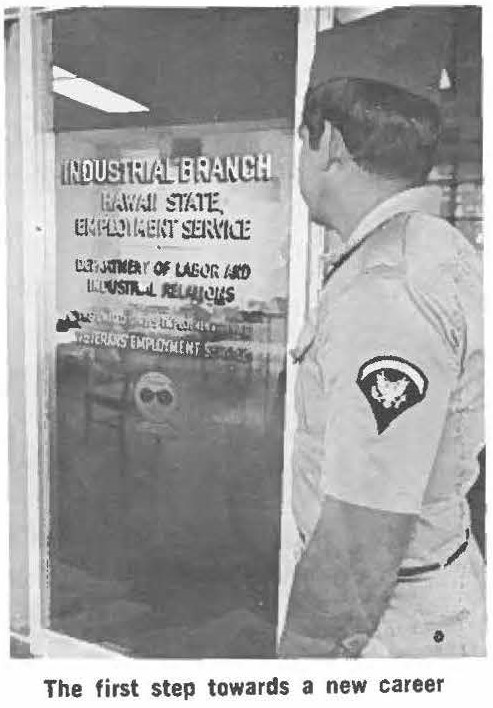 INDUSTRIAL BRANCH
HAWAII STATE
EMPLOYMENT SERVICE
DEPARTMENT OF LABOR AND
INDUSTRIAL RELATIONS
VETERANS EMPLOYMENT SERVICE
The first step towards a new career